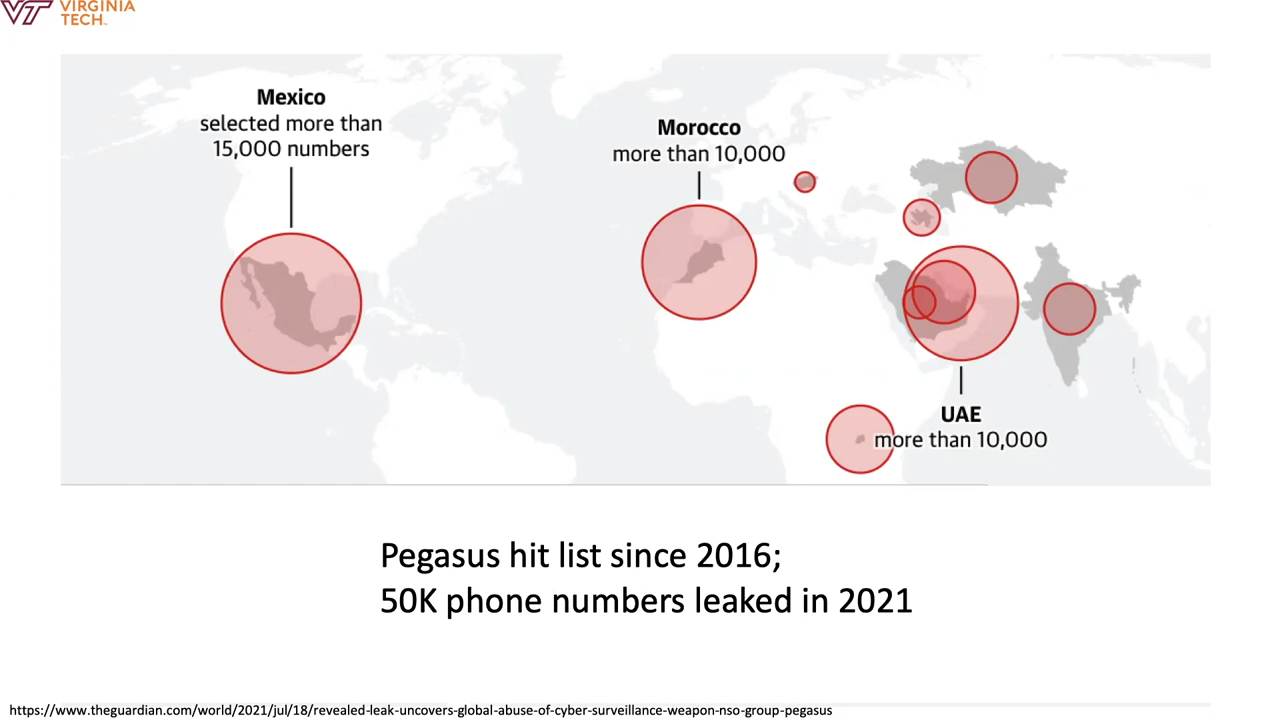 VT VIRGINIA
TECH
Mexico
selected more than
15,000 numbers
Morocco
more than 10,000
UAE
more than 10,000
Pegasus hit list since 2016;
50K phone numbers leaked in 2021
https://www.theguardian.com/world/2021/jul/18/revealed-leak-uncovers-global-abuse-of-cyber-surveillance-weapon-nso-group-pegasus